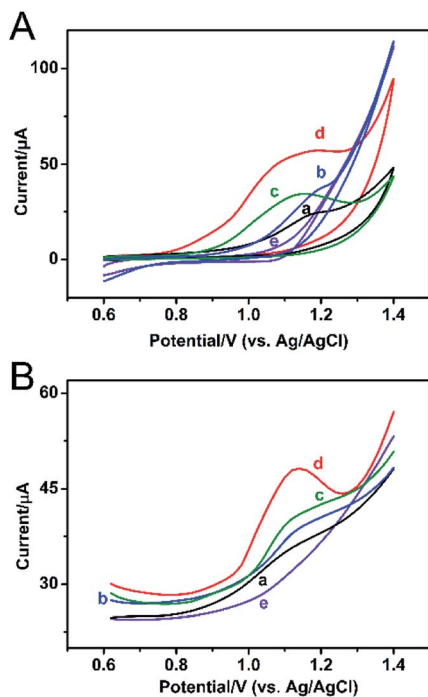 A
100
50
0
Current/µA
d
b
c
a
e
0.6 0.8 1.0 1.2 1.4
Potential/V (vs. Ag/AgCl)
B
60
45
30
Current/µA
d
c
b
a
e
0.6 0.8 1.0 1.2 1.4
Potential/V (vs. Ag/AgCl)